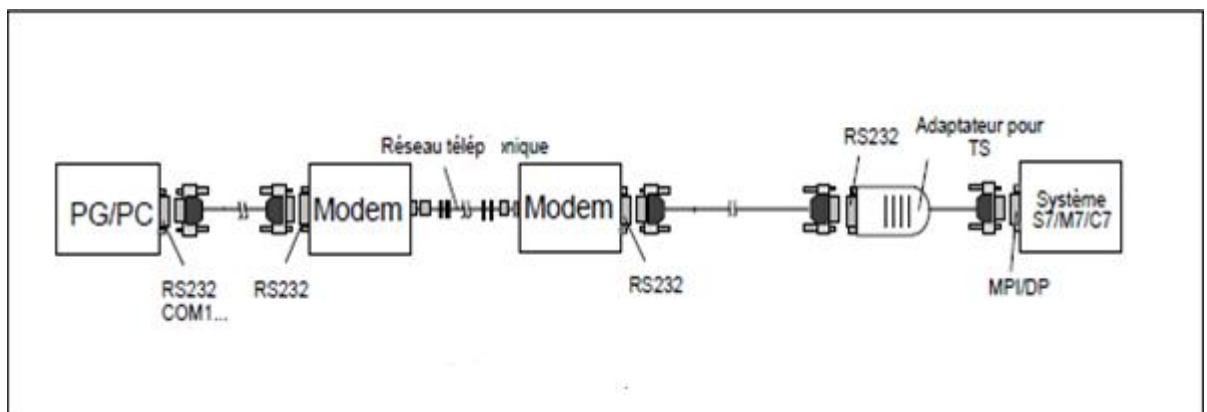 Réseau télép onique
RS232
Adaptateur pour
TS
PG/PC
Modem
Modem
Système
S7/M7/C7
RS232
COM1...
RS232
RS232
MPI/DP